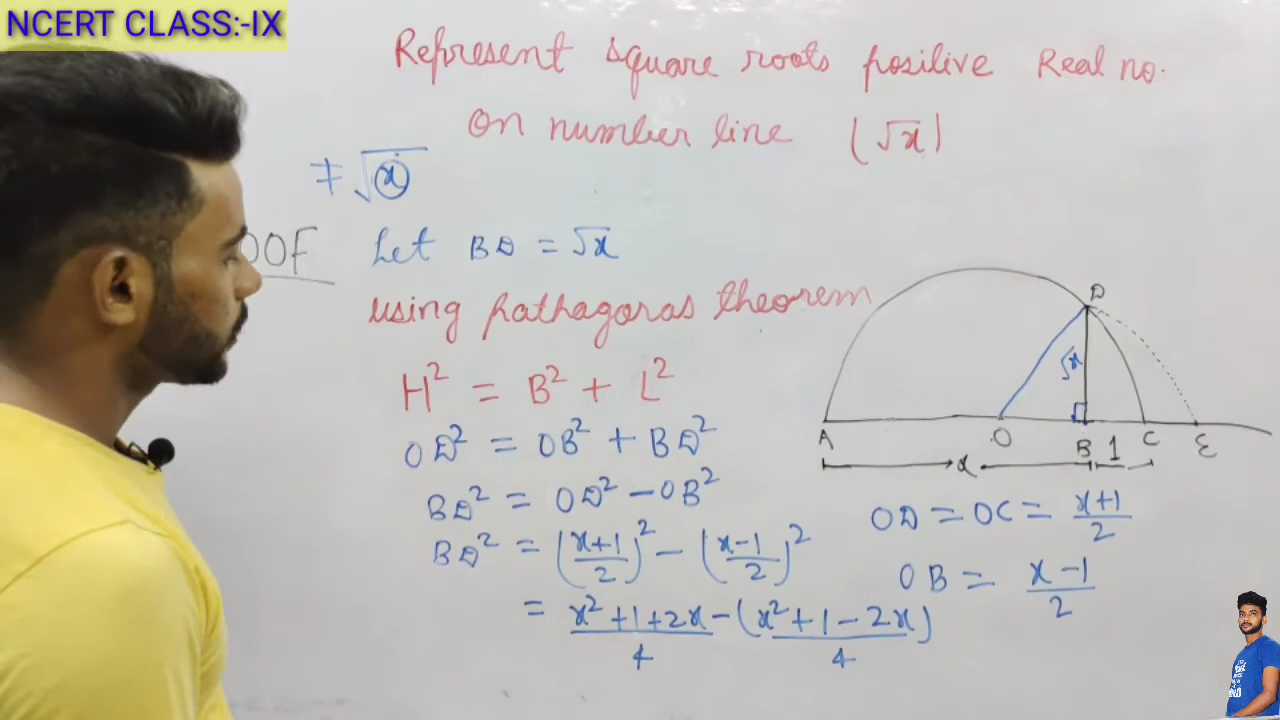 NCERT CLASS:-IX
Represent square roots positive Real no.
On number line (√x)
√x
OOF
Let BD = √x
using pathagoras theorem
H² = B² + L²
OD² = OB² + BD²
BD² = OD² - OB²
BD² = (x+1/2)² - (x-1/2)²
= x²+1+2x/4 - (x²+1-2x)/4
D
√x
A O B 1 C E
x
OD = OC = x+1/2
OB = x-1/2